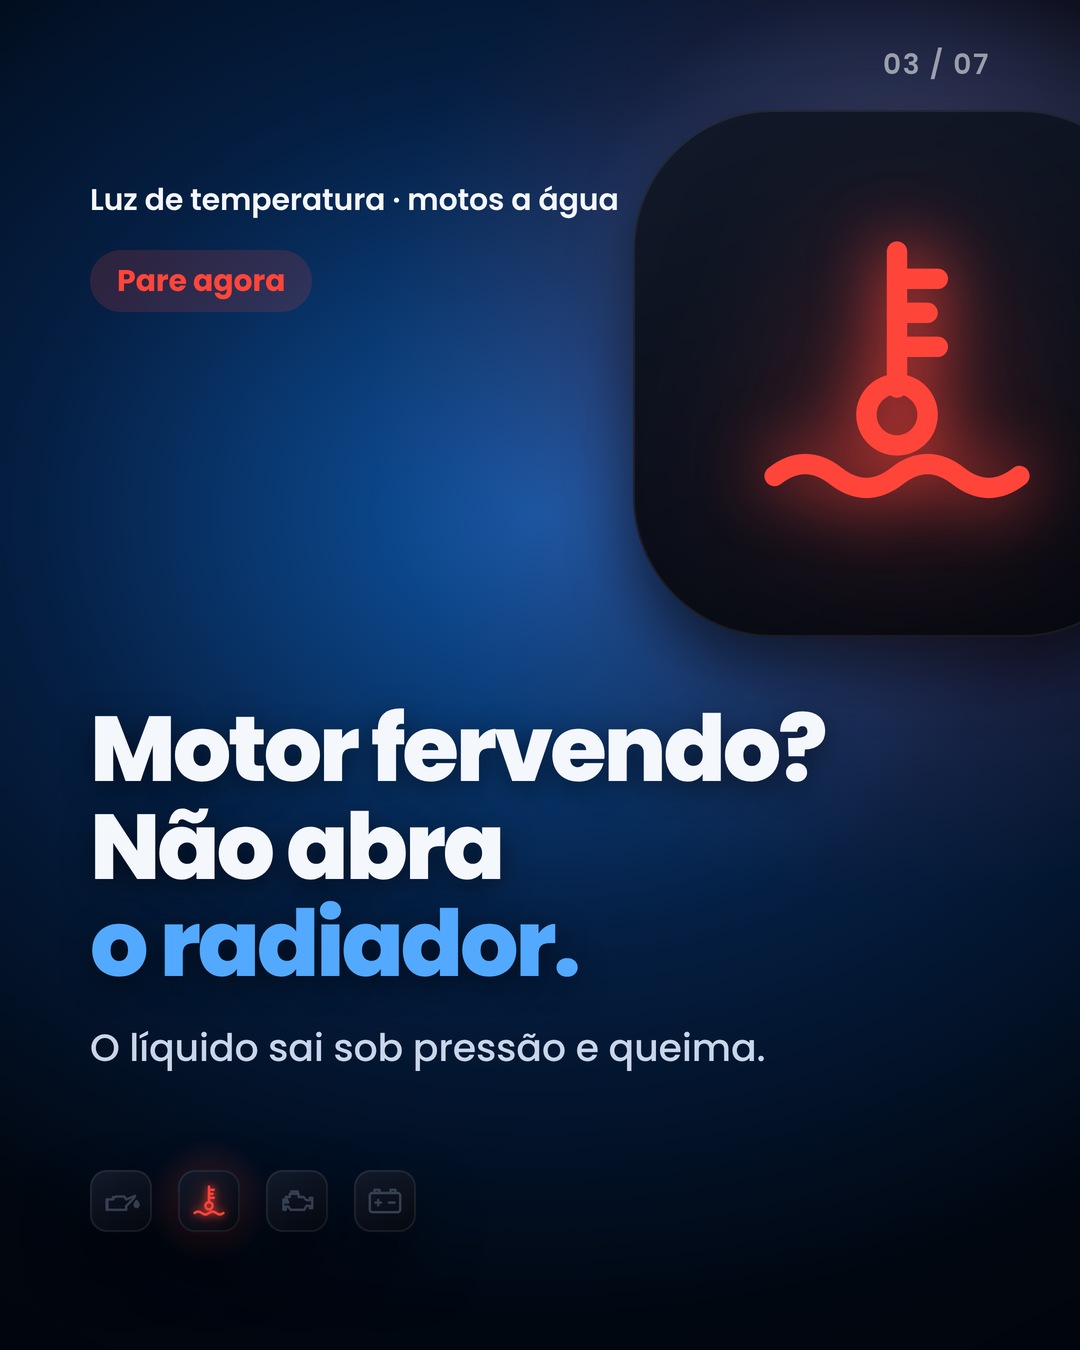 03 / 07
Luz de temperatura · motos a água
Pare agora
Motor fervendo?
Não abra
o radiador.
O líquido sai sob pressão e queima.